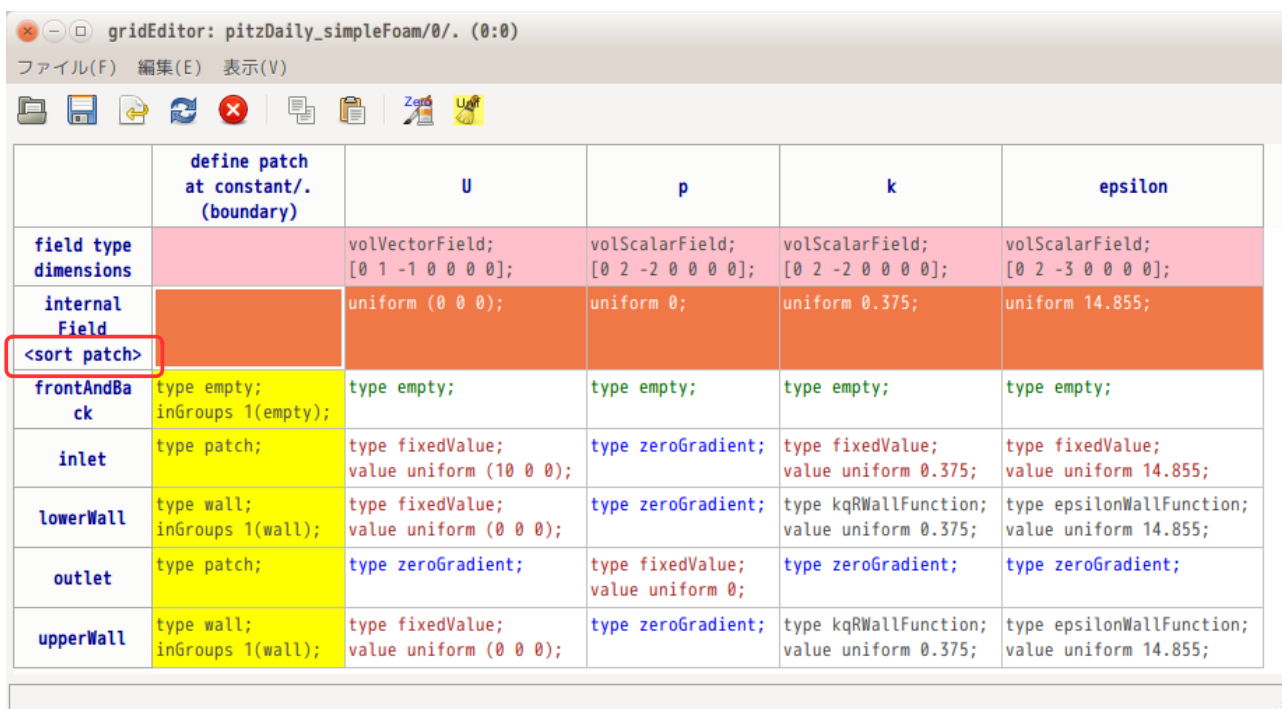 gridEditor: pitzDaily_simpleFoam/0/. (0:0)
ファイル(F) 編集(E) 表示(V)
Zero Unif
define patch
at constant/.
(boundary)
U
p
k
epsilon
field type
dimensions
volVectorField;
[0 1 -1 0 0 0 0];
volScalarField;
[0 2 -2 0 0 0 0];
volScalarField;
[0 2 -2 0 0 0 0];
volScalarField;
[0 2 -3 0 0 0 0];
internal
Field
<sort patch>
uniform (0 0 0);
uniform 0;
uniform 0.375;
uniform 14.855;
frontAndBa
ck
type empty;
inGroups 1(empty);
type empty;
type empty;
type empty;
type empty;
inlet
type patch;
type fixedValue;
value uniform (10 0 0);
type zeroGradient;
type fixedValue;
value uniform 0.375;
type fixedValue;
value uniform 14.855;
lowerWall
type wall;
inGroups 1(wall);
type fixedValue;
value uniform (0 0 0);
type zeroGradient;
type kqRWallFunction;
value uniform 0.375;
type epsilonWallFunction;
value uniform 14.855;
outlet
type patch;
type zeroGradient;
type fixedValue;
value uniform 0;
type zeroGradient;
type zeroGradient;
upperWall
type wall;
inGroups 1(wall);
type fixedValue;
value uniform (0 0 0);
type zeroGradient;
type kqRWallFunction;
value uniform 0.375;
type epsilonWallFunction;
value uniform 14.855;